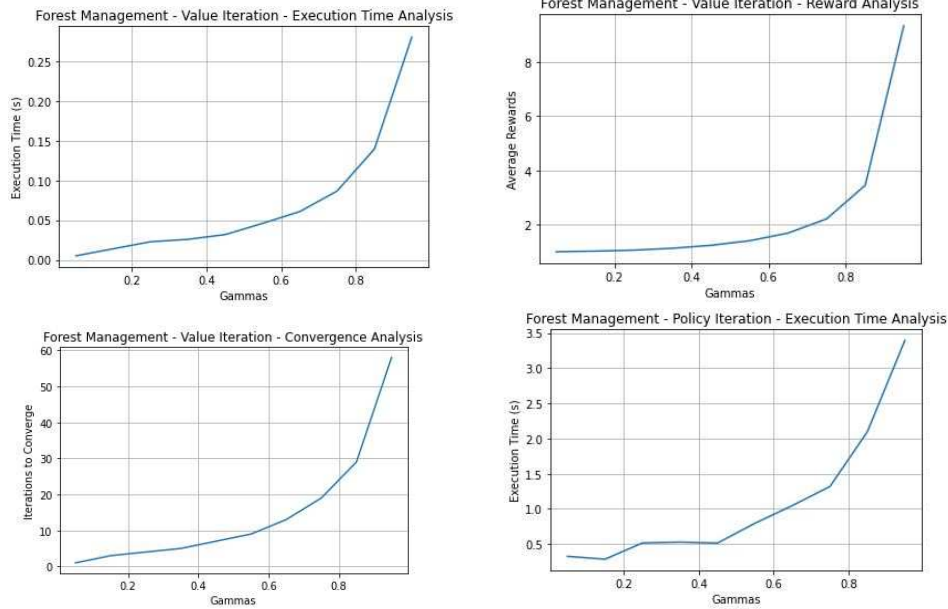 Forest Management - Value Iteration - Execution Time Analysis
0.25
0.20
0.15
0.10
0.05
0.00
Execution Time (s)
0.2 0.4 0.6 0.8
Gammas
Forest Management - Value Iteration - Reward Analysis
8
6
4
2
Average Rewards
0.2 0.4 0.6 0.8
Gammas
Forest Management - Value Iteration - Convergence Analysis
60
50
40
30
20
10
0
Iterations to Converge
0.2 0.4 0.6 0.8
Gammas
Forest Management - Policy Iteration - Execution Time Analysis
3.5
3.0
2.5
2.0
1.5
1.0
0.5
Execution Time (s)
0.2 0.4 0.6 0.8
Gammas